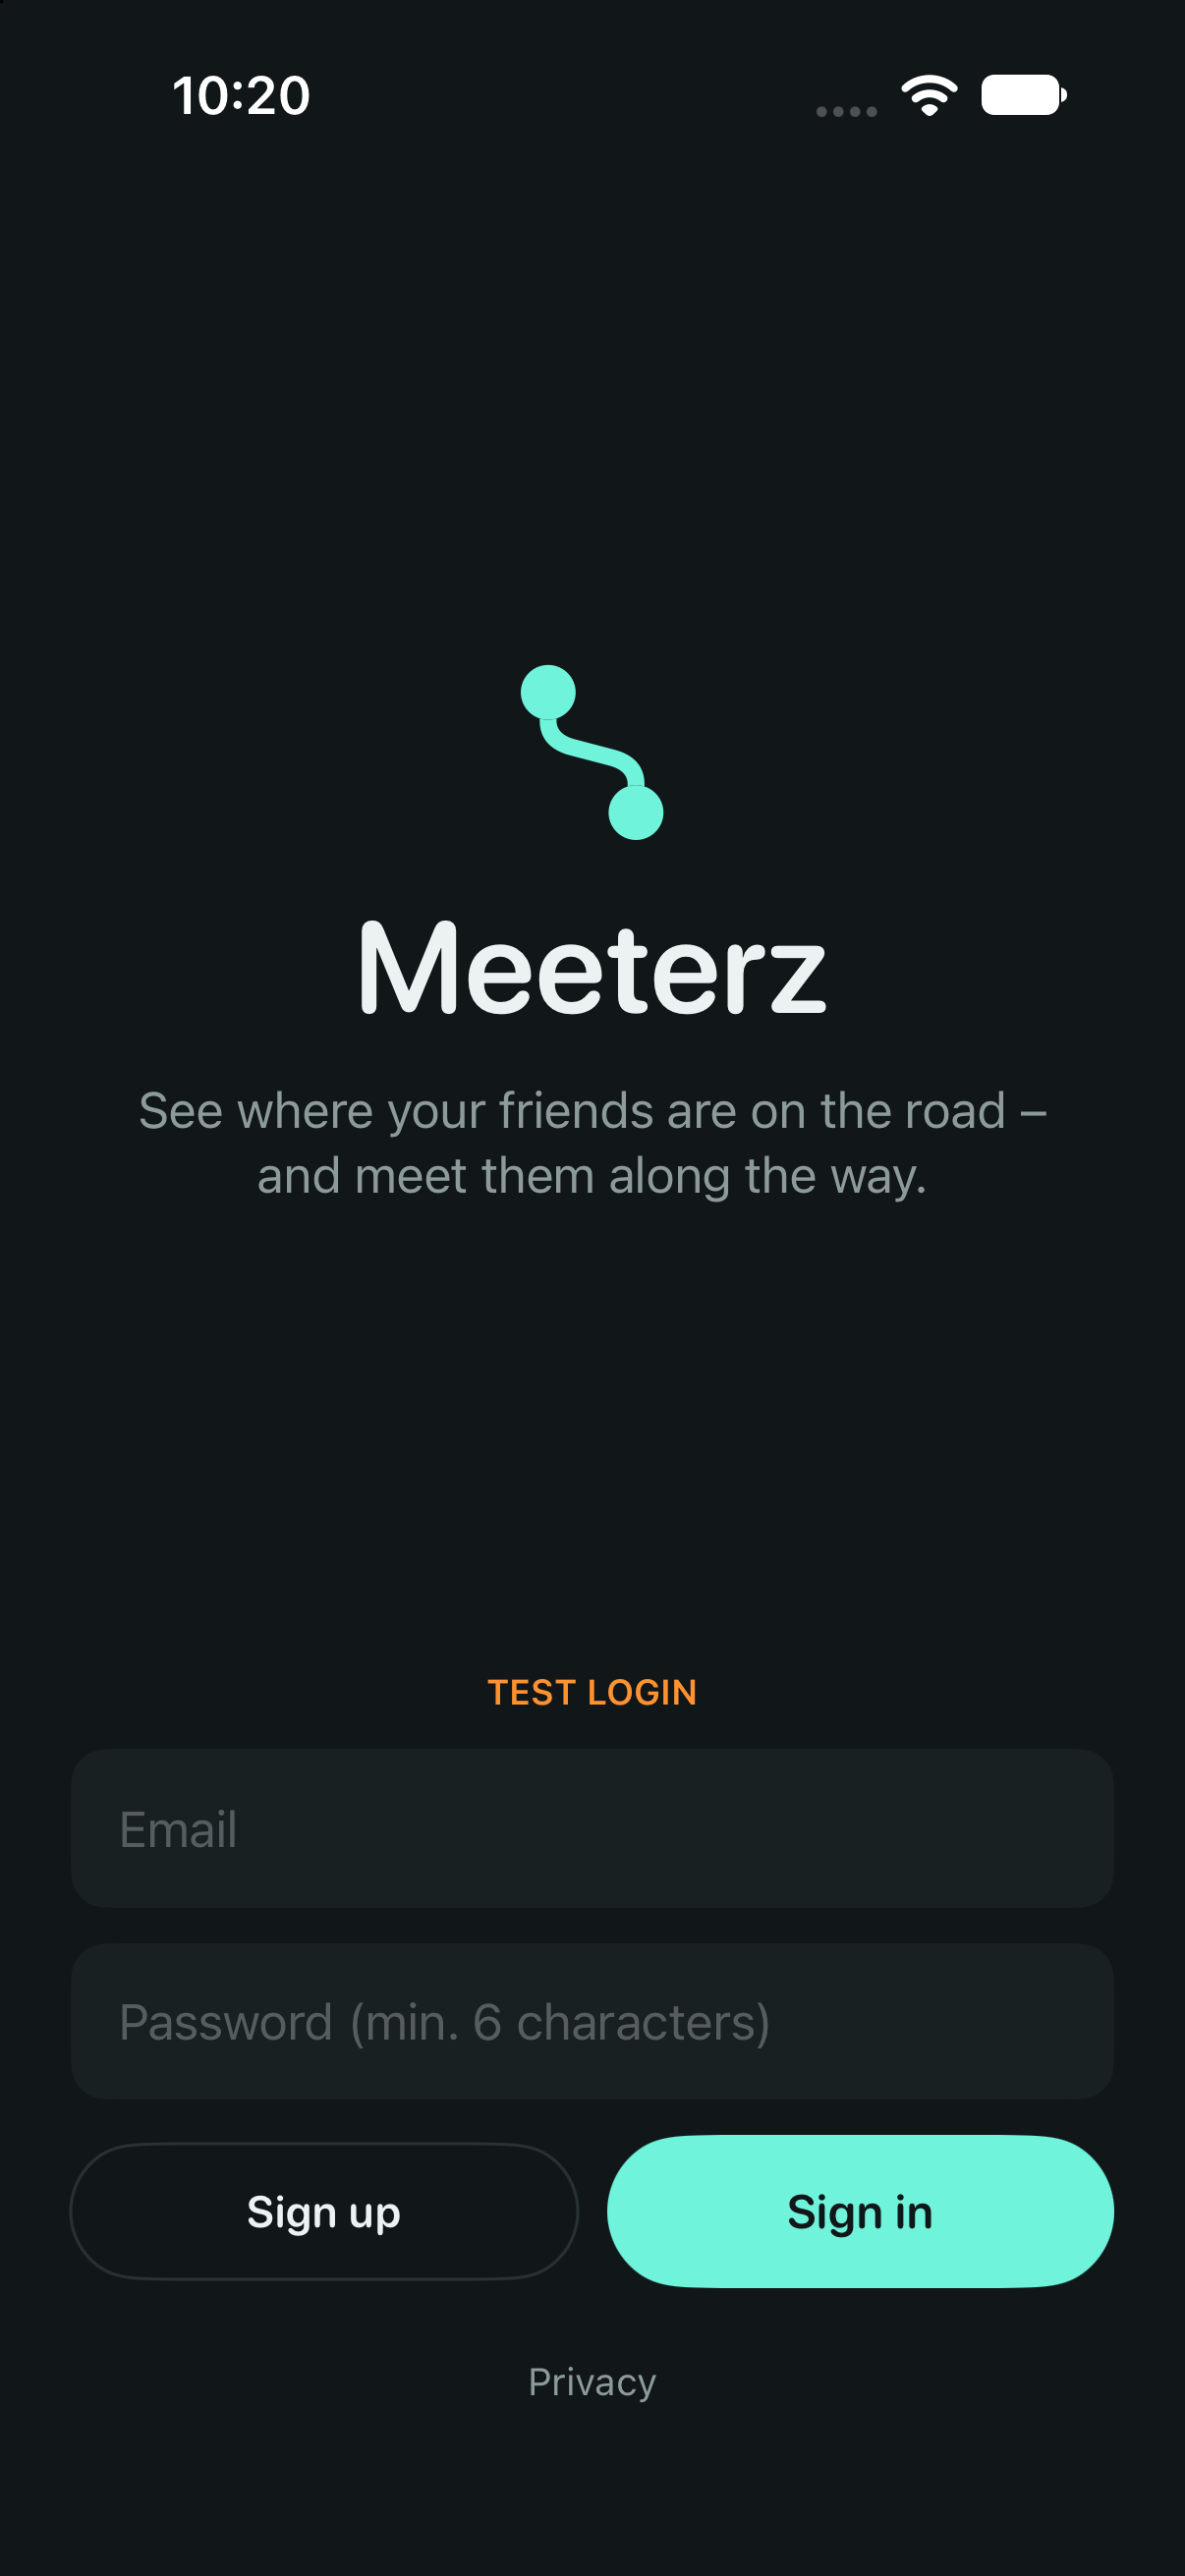 10:20
Meeterz
See where your friends are on the road –
and meet them along the way.
TEST LOGIN
Email
Password (min. 6 characters)
Sign up
Sign in
Privacy